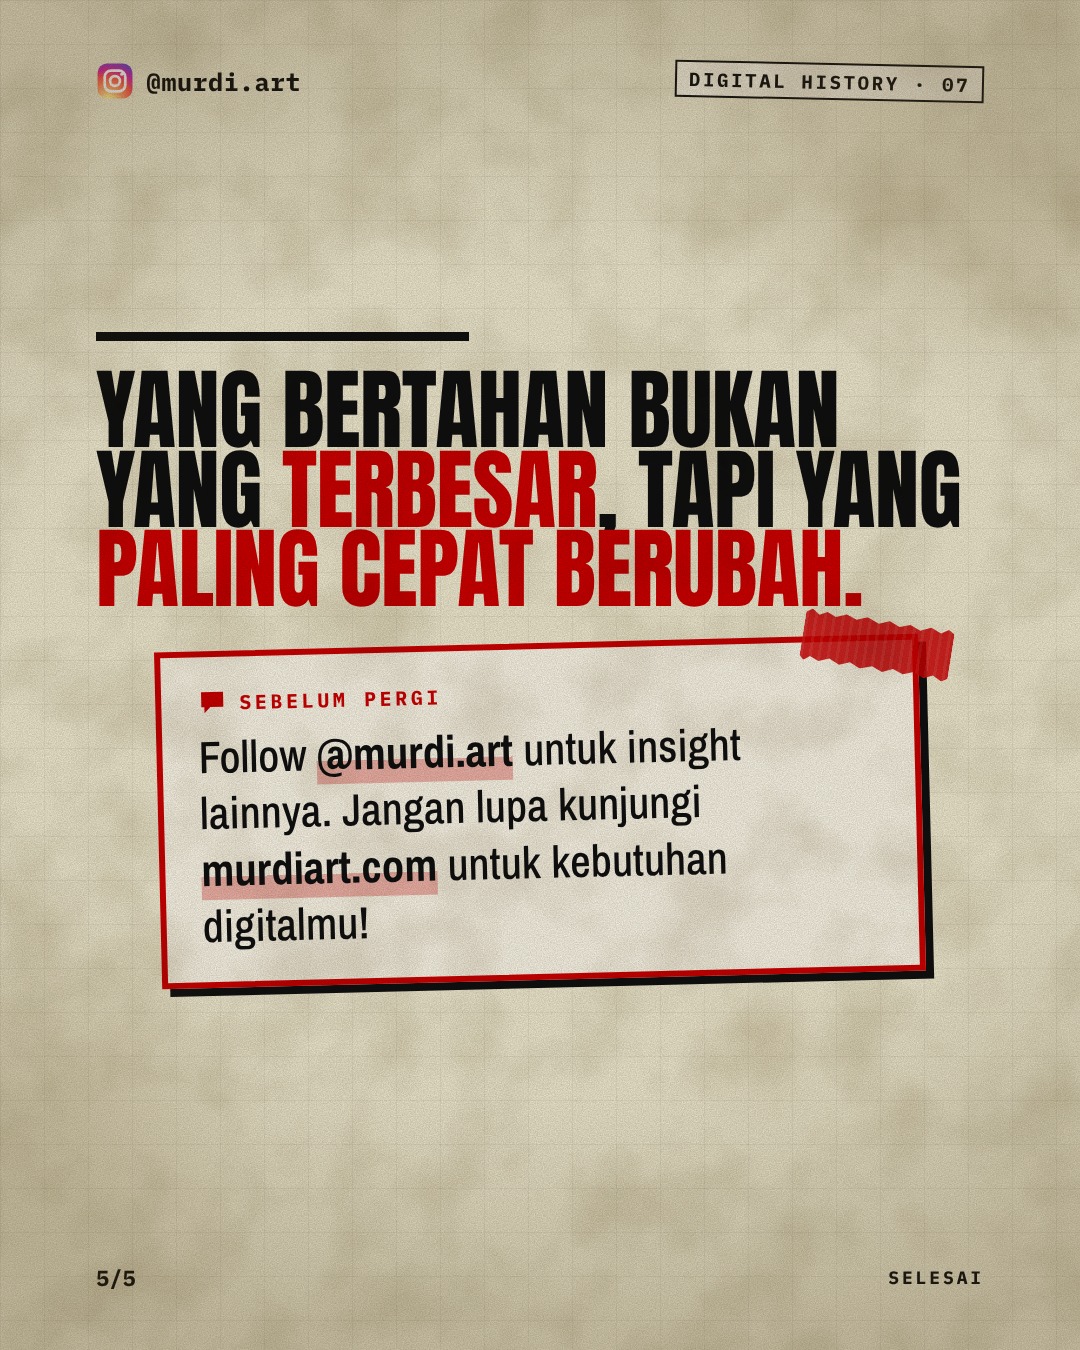 @murdi.art
DIGITAL HISTORY · 07
YANG BERTAHAN BUKAN
YANG TERBESAR, TAPI YANG
PALING CEPAT BERUBAH.
SEBELUM PERGI
Follow @murdi.art untuk insight
lainnya. Jangan lupa kunjungi
murdiart.com untuk kebutuhan
digitalmu!
5/5
SELESAI